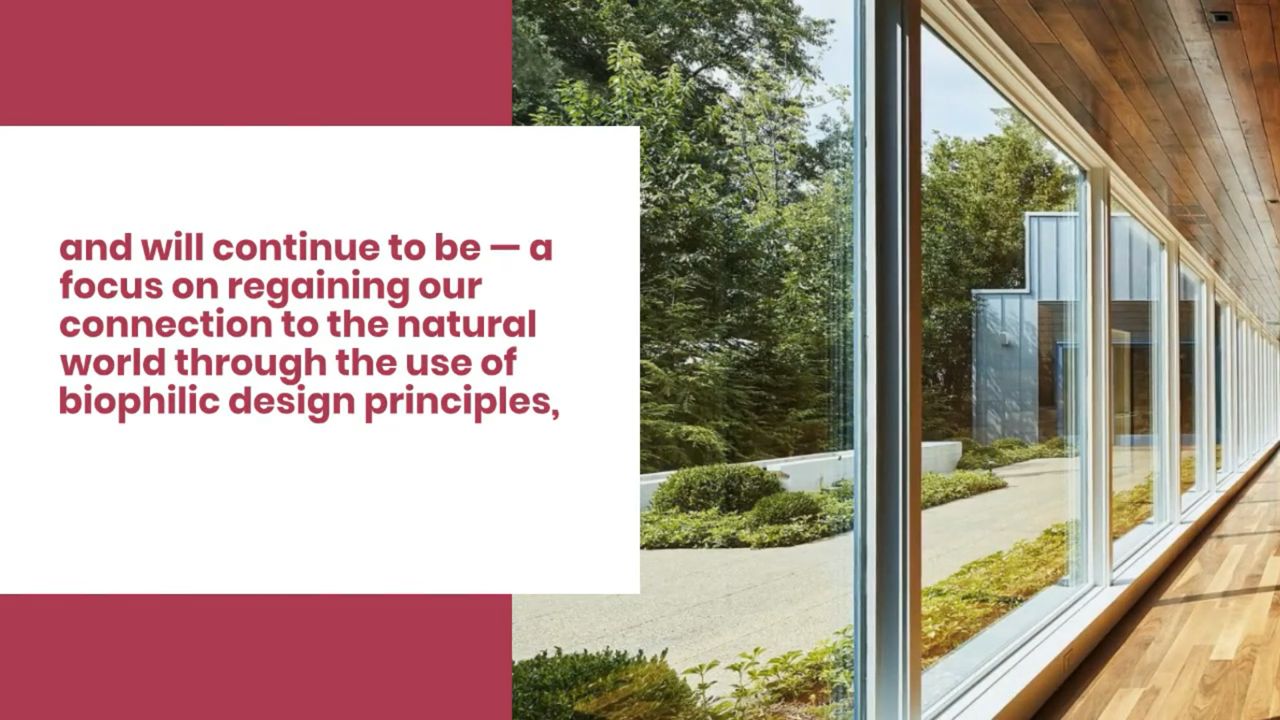 and will continue to be — a
focus on regaining our
connection to the natural
world through the use of
biophilic design principles,